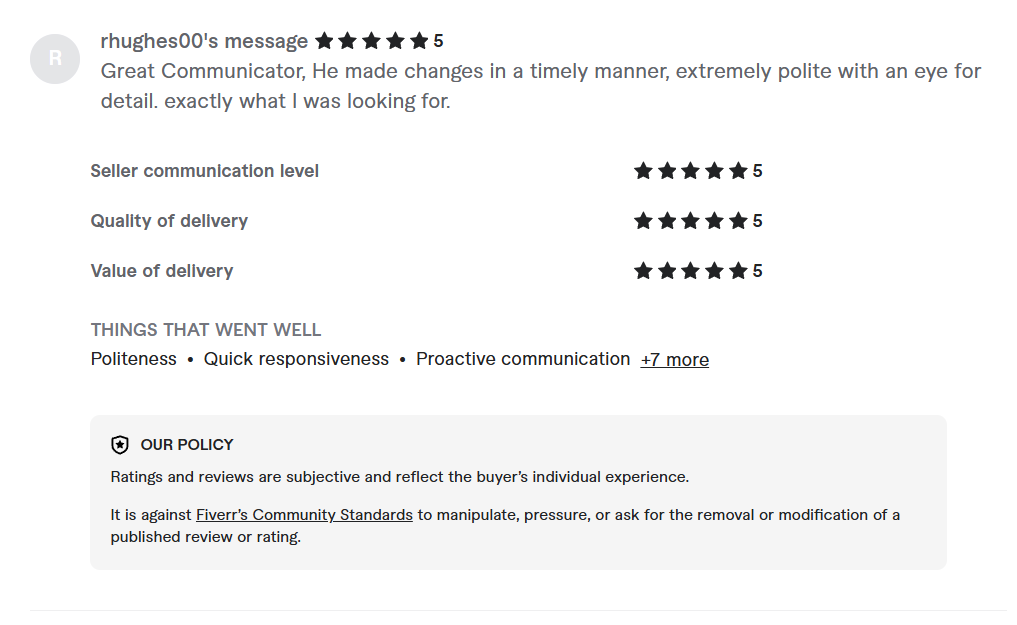 R
rhughes00's message ★★★★★ 5
Great Communicator, He made changes in a timely manner, extremely polite with an eye for
detail. exactly what I was looking for.
Seller communication level ★★★★★ 5
Quality of delivery ★★★★★ 5
Value of delivery ★★★★★ 5
THINGS THAT WENT WELL
Politeness • Quick responsiveness • Proactive communication +7 more
OUR POLICY
Ratings and reviews are subjective and reflect the buyer’s individual experience.
It is against Fiverr’s Community Standards to manipulate, pressure, or ask for the removal or modification of a
published review or rating.